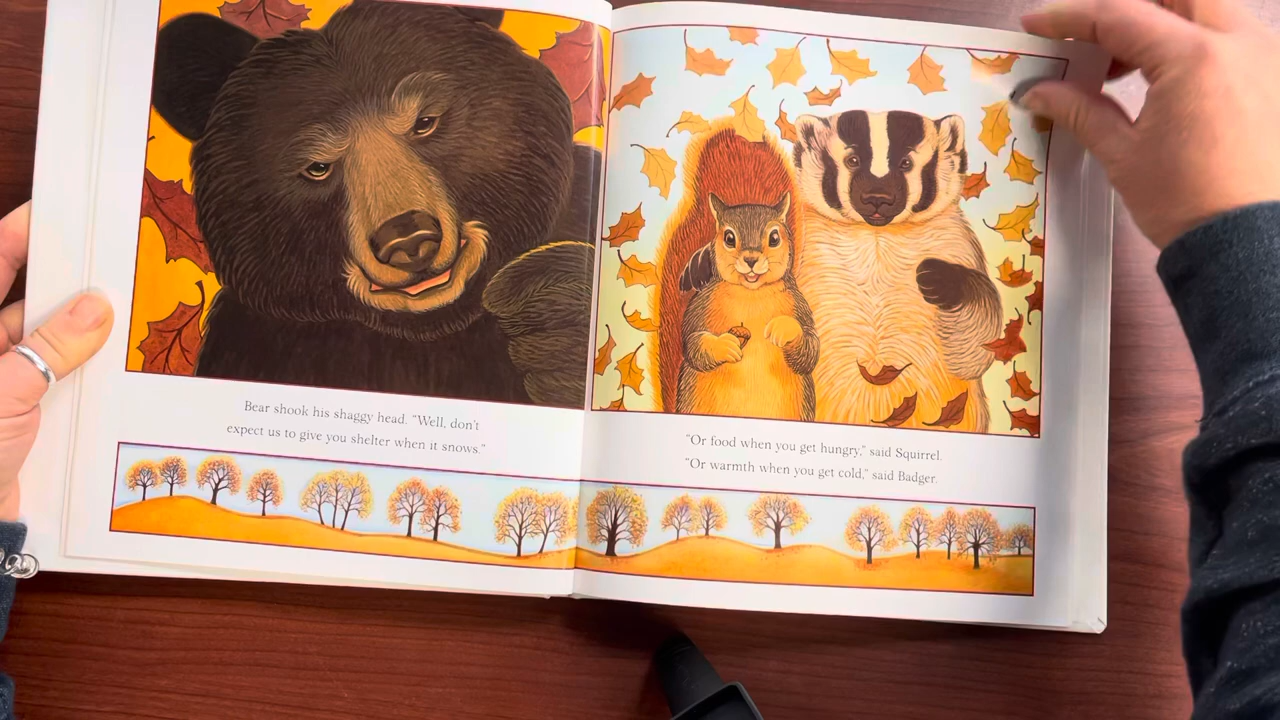 Bear shook his shaggy head. "Well, don't
expect us to give you shelter when it snows."
"Or food when you get hungry," said Squirrel.
"Or warmth when you get cold," said Badger.